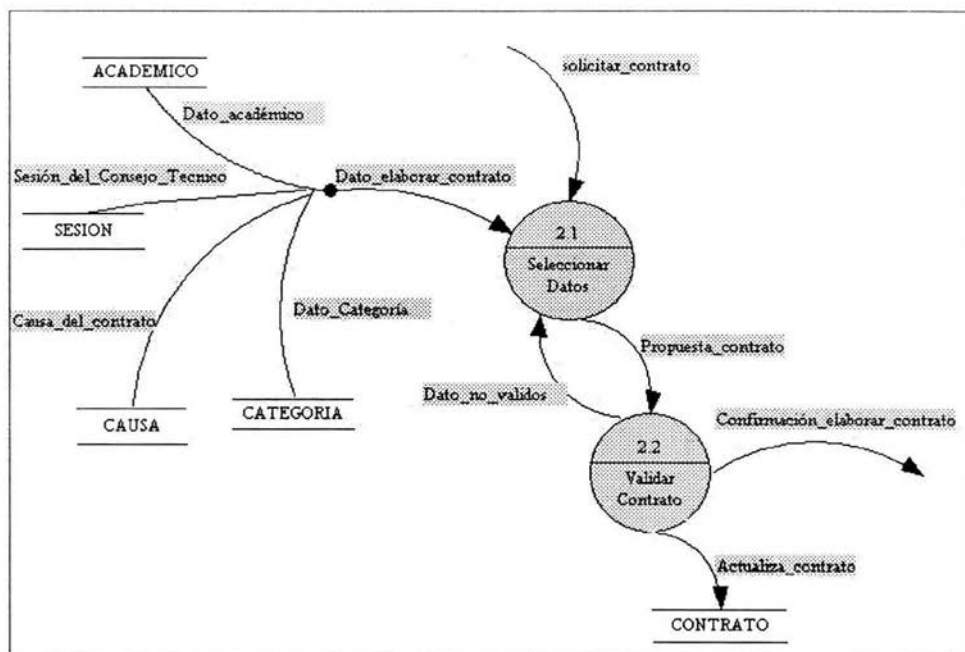 solicitar_contrato
ACADEMICO
Dato_académico
Sesión_del_Consejo_Tecnico
Dato_elaborar_contrato
SESION
2.1
Seleccionar
Datos
Causa_del_contrato
Dato_Categoría
Propuesta_contrato
Dato_no_validos
CATEGORIA
CAUSA
Confirmación_elaborar_contrato
2.2
Validar
Contrato
Actualiza_contrato
CONTRATO